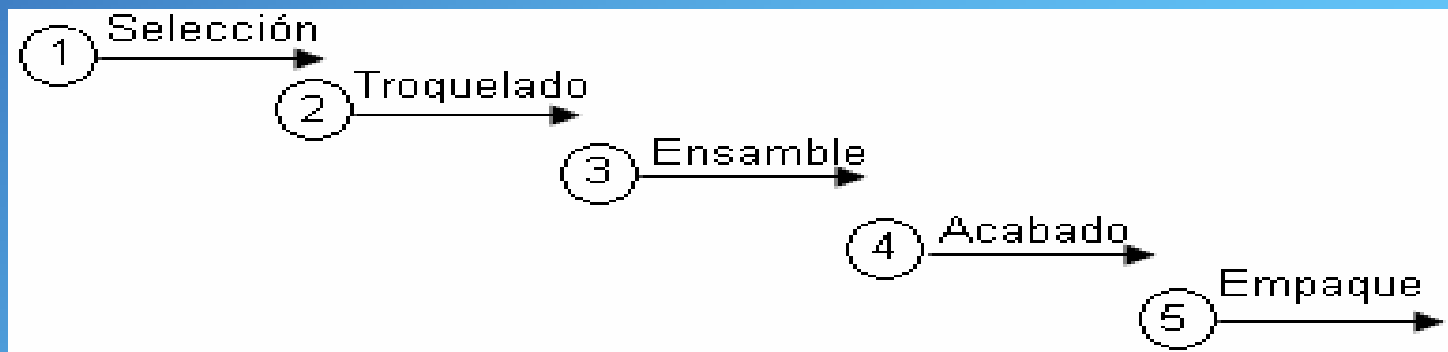 1 Selección
2 Troquelado
3 Ensamble
4 Acabado
5 Empaque